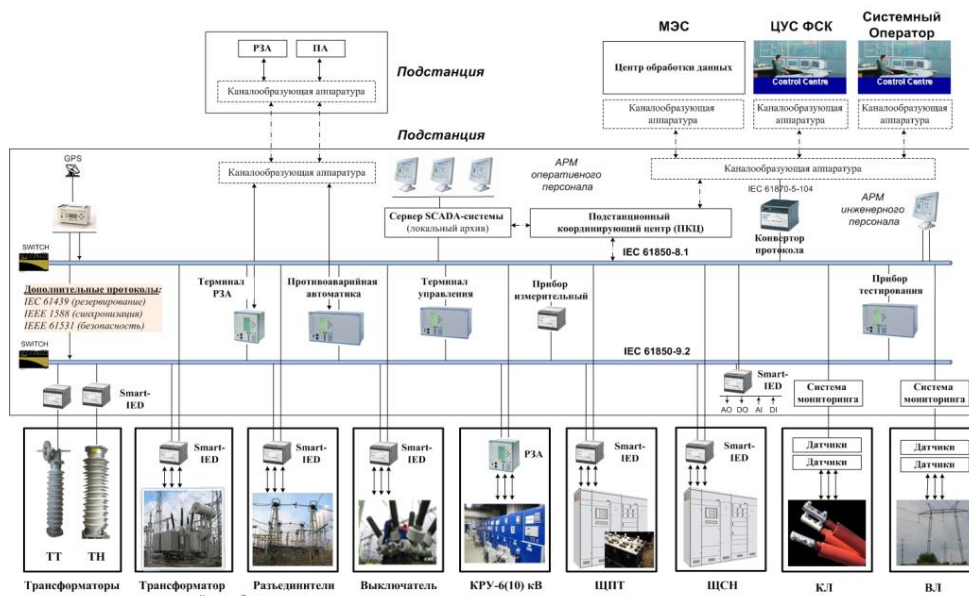 РЗА
ПА
Каналообразующая аппаратура
Подстанция
МЭС
ЦУС ФСК
Системный
Оператор
Центр обработки данных
Control Centre
Control Centre
Каналообразующая
аппаратура
Каналообразующая
аппаратура
Каналообразующая
аппаратура
Подстанция
GPS
Каналообразующая аппаратура
АРМ
оперативного
персонала
Каналообразующая аппаратура
IEC 61870-5-104
АРМ
инженерного
персонала
Сервер SCADA-системы
(локальный архив)
Подстанционный
координирующий центр (ПКЦ)
Конвертор
протокола
SWITCH
IEC 61850-8.1
Дополнительные протоколы:
IEC 61439 (резервирование)
IEEE 1588 (синхронизация)
IEEE 61531 (безопасность)
Терминал
РЗА
Противоаварийная
автоматика
Терминал
управления
Прибор
измерительный
Прибор
тестирования
SWITCH
IEC 61850-9.2
Smart-
IED
Smart-
IED
AO DO AI DI
Система
мониторинга
Система
мониторинга
Smart-
IED
Smart-
IED
Smart-
IED
РЗА
Smart-
IED
Smart-
IED
Датчики
Датчики
Датчики
Датчики
ТТ
ТН
Трансформаторы
Трансформатор
Разъединители
Выключатель
КРУ-6(10) кВ
ЩПТ
ЩСН
КЛ
ВЛ